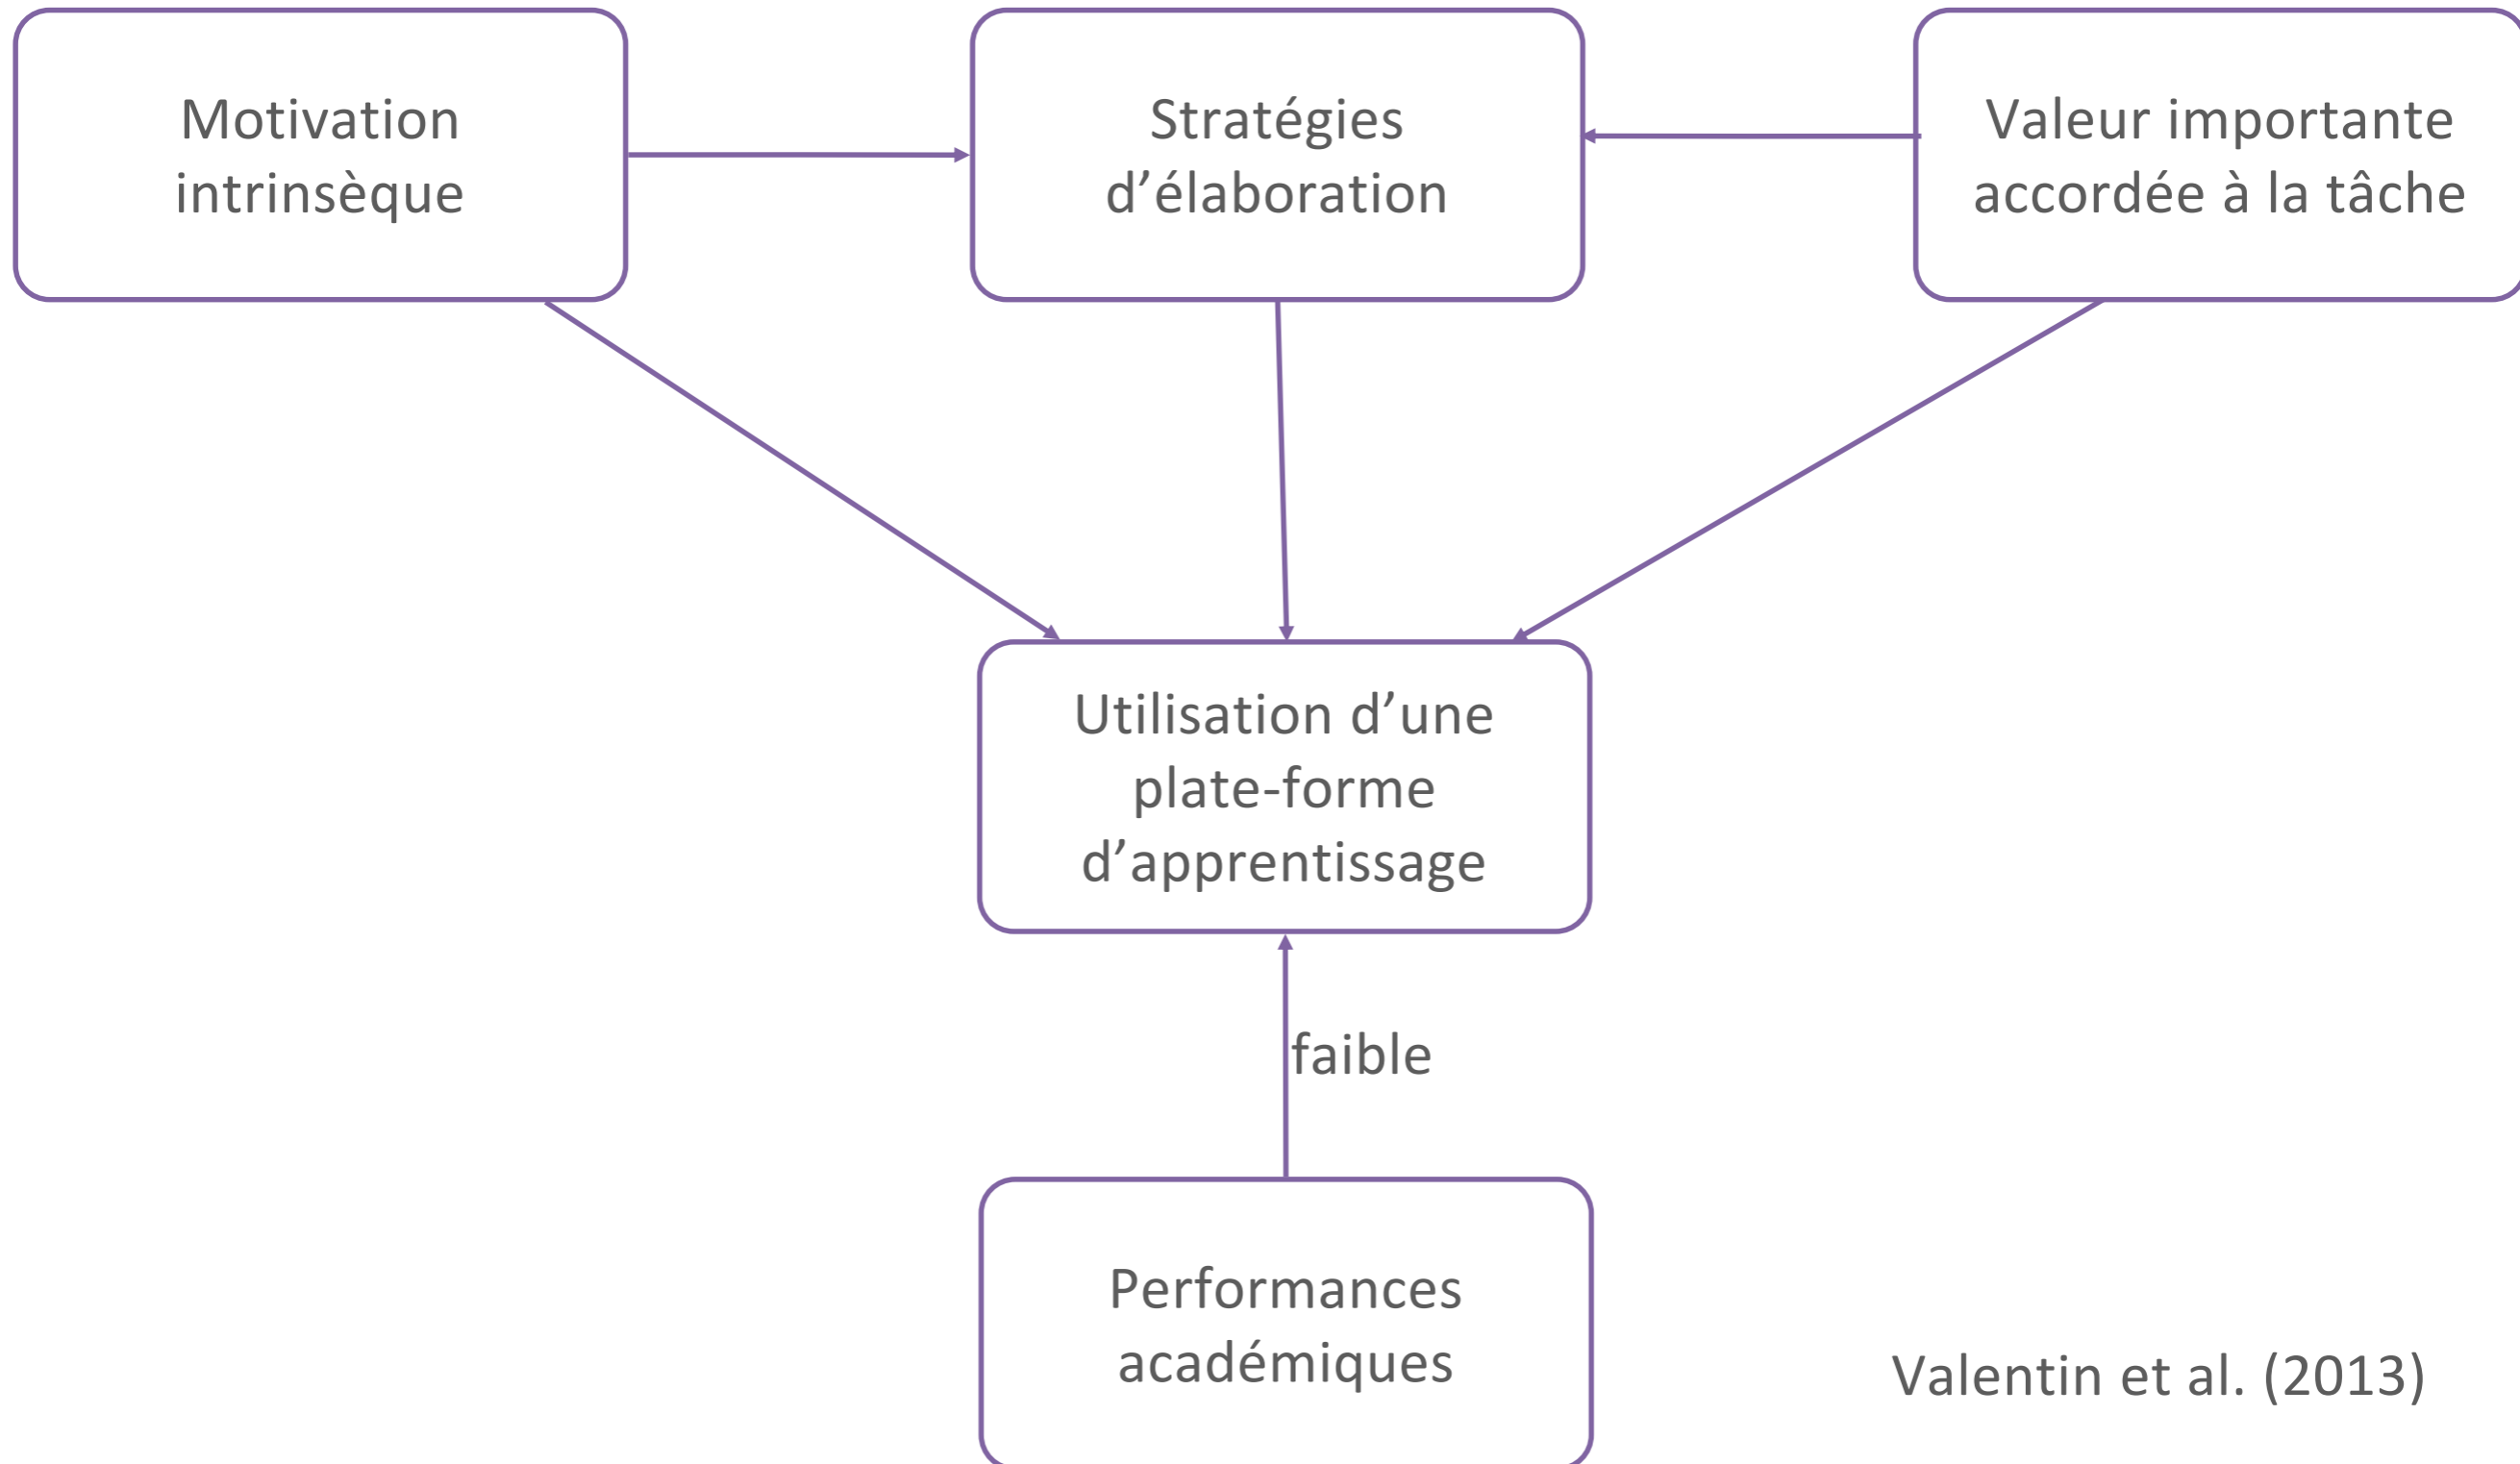 Motivation
intrinsèque
Stratégies
d’élaboration
Valeur importante
accordée à la tâche
Utilisation d’une
plate-forme
d’apprentissage
faible
Performances
académiques
Valentin et al. (2013)